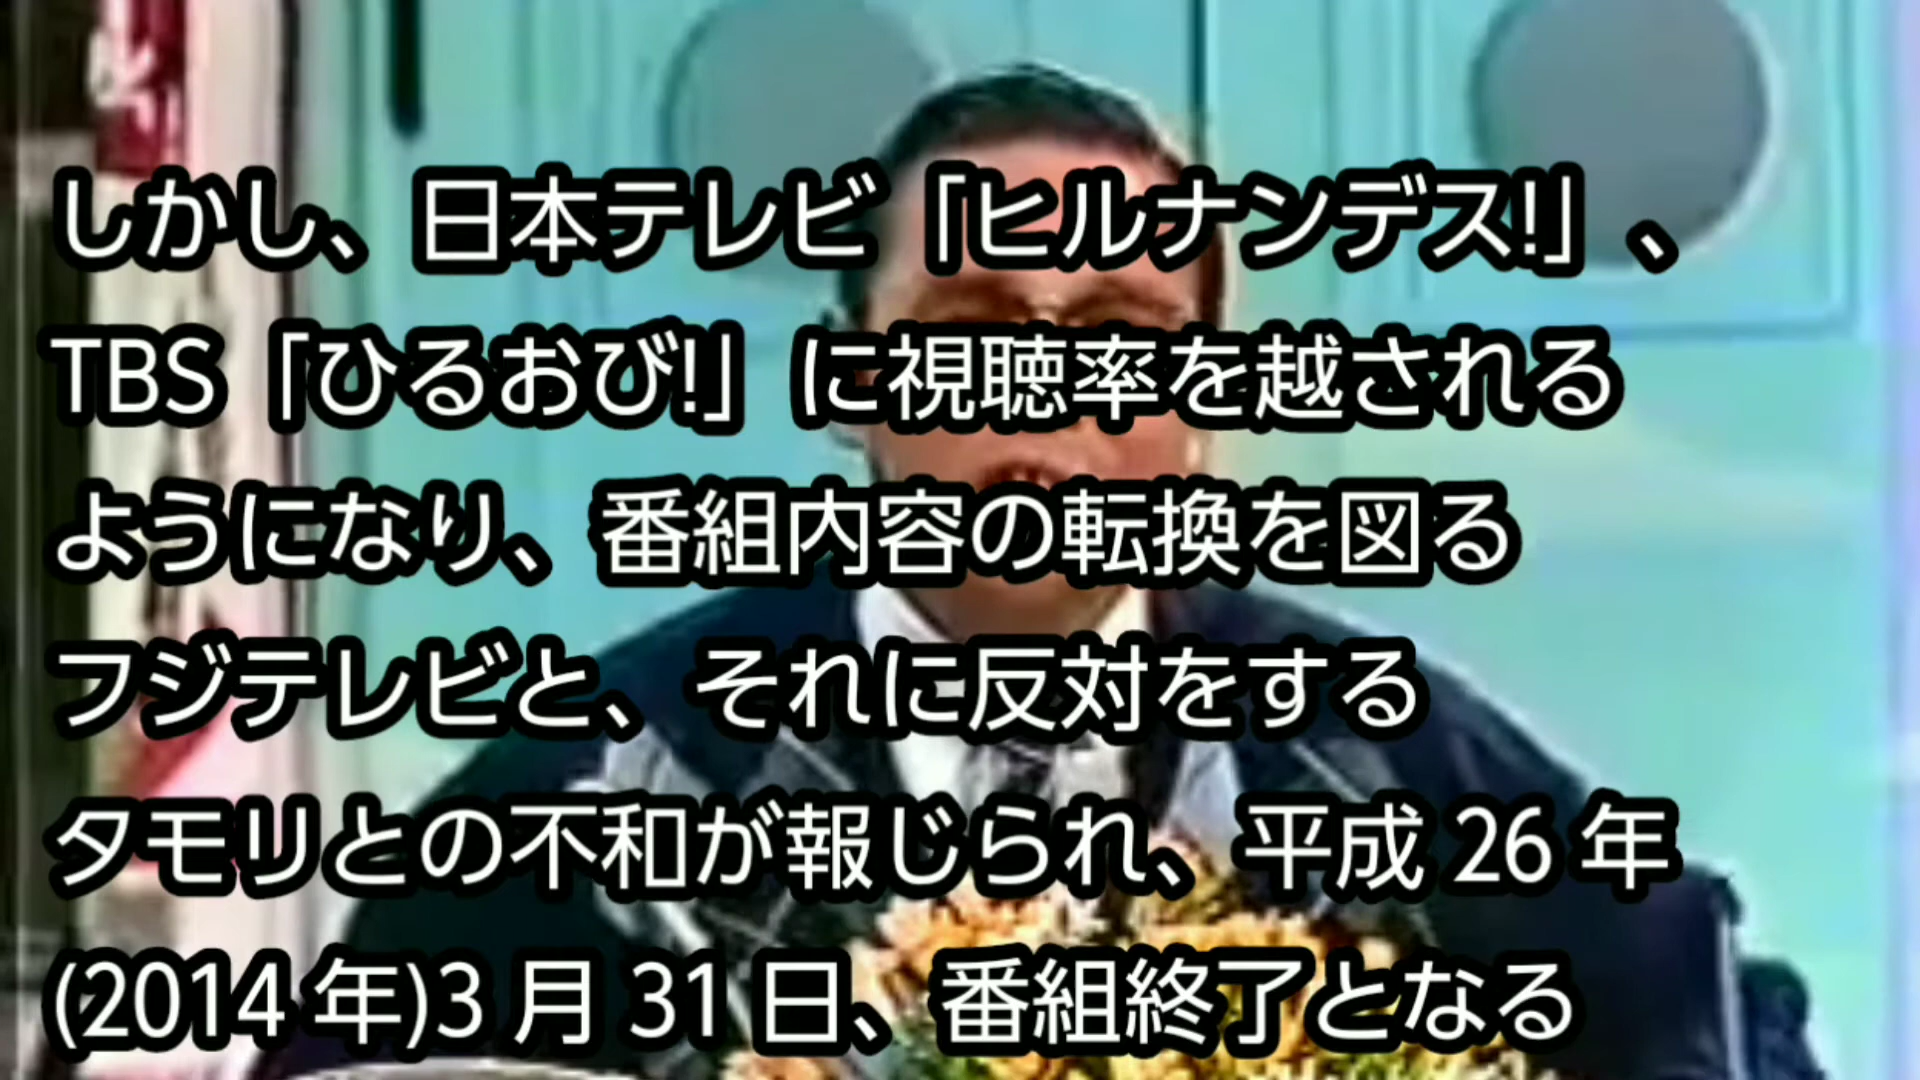 しかし、日本テレビ「ヒルナンデス!」、
TBS「ひるおび!」に視聴率を越される
ようになり、番組内容の転換を図る
フジテレビと、それに反対をする
タモリとの不和が報じられ、平成 26 年
(2014 年)3 月 31 日、番組終了となる